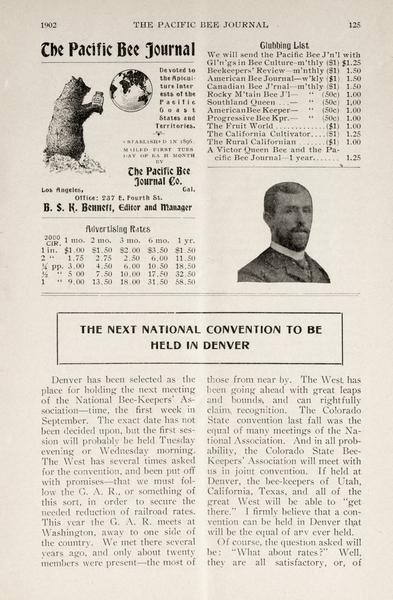 1902 THE PACIFIC BEE JOURNAL 125
The Pacific Bee Journal
Devoted to
the Apicul-
ture Inter
ests of the
Pacific
Coast
States and
Territories.
ESTABLISHED IN 1896.
MAILED FIRST TUES
DAY OF EACH MONTH
BY
The Pacific Bee
Journal Co.
Los Angeles, Cal.
Office: 237 E. Fourth St.
B. S. K. Bennett, Editor and Manager
Advertising Rates
2000
CIR. 1 mo. 2 mo. 3 mo. 6 mo. 1 yr.
1 in. $1.00 $1.50 $2.00 $3.50 $1.50
2 " 1.75 2.75 2.50 6.00 11.50
¼ pp. 3.00 4.50 6.00 10.50 18.50
½ " 5 00 7.50 10.00 17.50 32.50
1 " 9.00 13.50 18.00 31.50 58.50
Clubbing List
We will send the Pacific Bee J'n'l with
Gl'n'gs in Bee Culture-m'thly ($1) $1.25
Beekeepers' Review—m'nthly ($1) 1.50
American Bee Journal—w'kly ($1) 1.50
Canadian Bee J'rnal—m'thly ($1) 1.50
Rocky M'tain Bee J'l— " (50c) 1.00
Southland Queen ...— " (50c) 1.00
American Bee Keeper— " (50c) 1.00
Progressive Bee Kpr.— " (50c) 1.00
The Fruit World ............($1) 1.00
The California Cultivator....($1) 1.25
The Rural Californian ......($1) 1.00
A Victor Queen Bee and the Pa-
cific Bee Journal—1 year....... 1.25
THE NEXT NATIONAL CONVENTION TO BE
HELD IN DENVER
Denver has been selected as the
place for holding the next meeting
of the National Bee-Keepers' As-
sociation—time, the first week in
September. The exact date has not
been decided upon, but the first ses-
sion will probably be held Tuesday
evening or Wednesday morning.
The West has several times asked
for the convention, and been put off
with promises—that we must fol-
low the G. A. R., or something of
this sort, in order to secure the
needed reduction of railroad rates.
This year the G. A. R. meets at
Washington, away to one side of
the country. We met there several
years ago, and only about twenty
members were present—the most of
those from near by. The West has
been going ahead with great leaps
and bounds, and can rightfully
claim, recognition. The Colorado
State convention last fall was the
equal of many meetings of the Na-
tional Association. And in all prob-
ability, the Colorado State Bee-
Keepers' Association will meet with
us in joint convention. If held at
Denver, the bee-keepers of Utah,
California, Texas, and all of the
great West will be able to "get
there." I firmly believe that a con-
vention can be held in Denver that
will be the equal of any ever held.
Of course, the question asked will
be: "What about rates?" Well,
they are all satisfactory, or, of